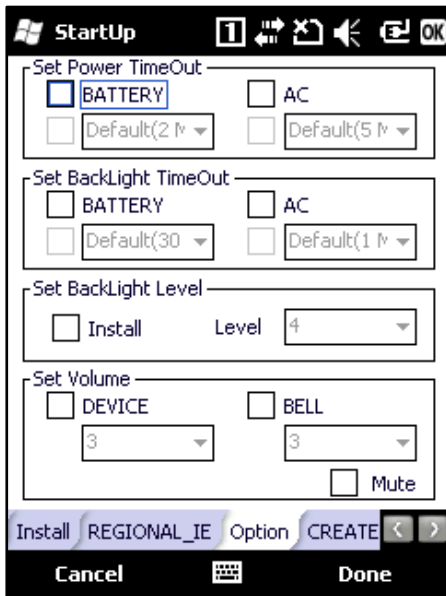 StartUp 1 OK
Set Power TimeOut
BATTERY AC
Default(2 M Default(5 M
Set BackLight TimeOut
BATTERY AC
Default(30 Default(1 M
Set BackLight Level
Install Level 4
Set Volume
DEVICE BELL
3 3
Mute
Install REGIONAL_IE Option CREATE
Cancel Done